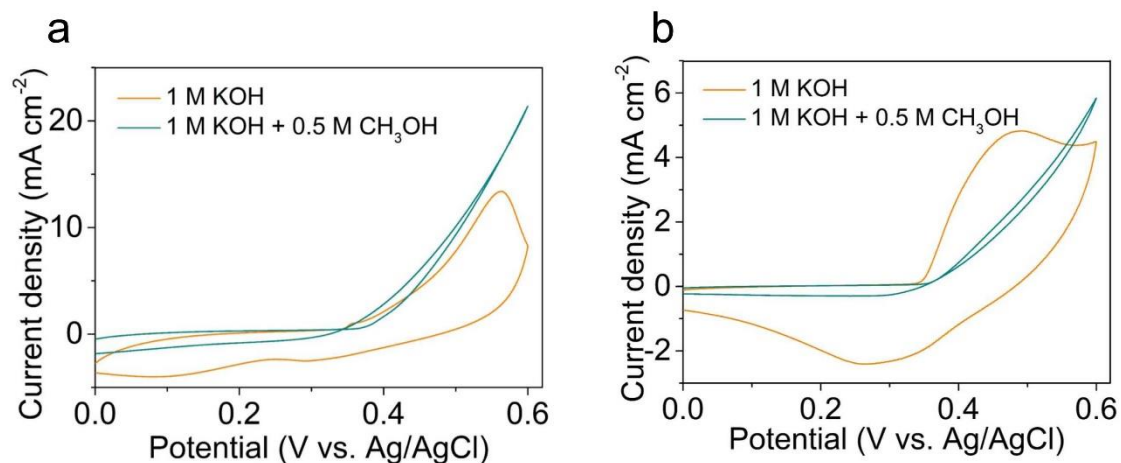 a
1 M KOH
1 M KOH + 0.5 M CH₃OH
20
10
0
Current density (mA cm⁻²)
0.0 0.2 0.4 0.6
Potential (V vs. Ag/AgCl)
b
1 M KOH
1 M KOH + 0.5 M CH₃OH
6
4
2
0
-2
Current density (mA cm⁻²)
0.0 0.2 0.4 0.6
Potential (V vs. Ag/AgCl)